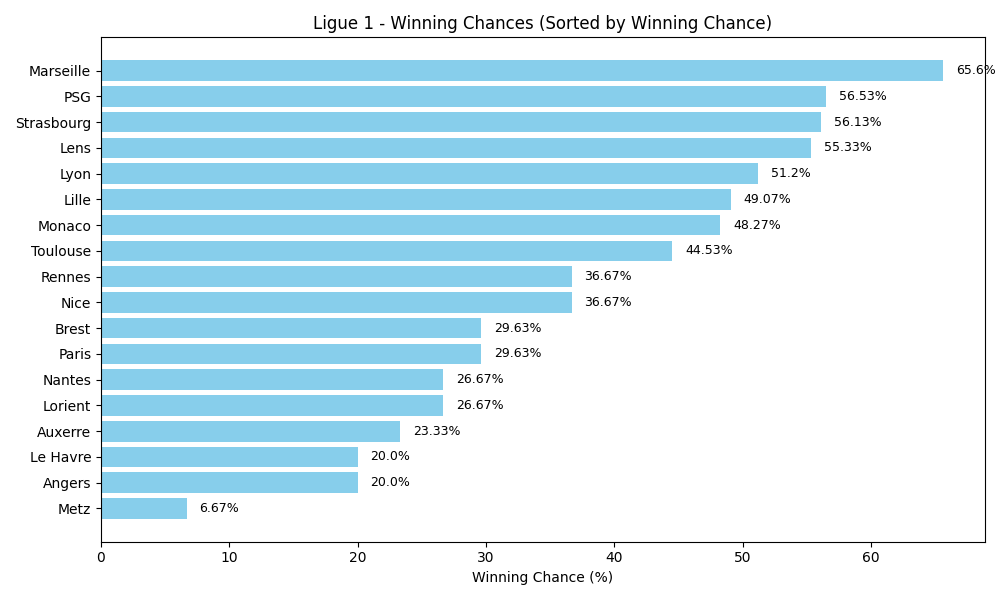 Ligue 1 - Winning Chances (Sorted by Winning Chance)
Marseille 65.6%
PSG 56.53%
Strasbourg 56.13%
Lens 55.33%
Lyon 51.2%
Lille 49.07%
Monaco 48.27%
Toulouse 44.53%
Rennes 36.67%
Nice 36.67%
Brest 29.63%
Paris 29.63%
Nantes 26.67%
Lorient 26.67%
Auxerre 23.33%
Le Havre 20.0%
Angers 20.0%
Metz 6.67%
0 10 20 30 40 50 60
Winning Chance (%)